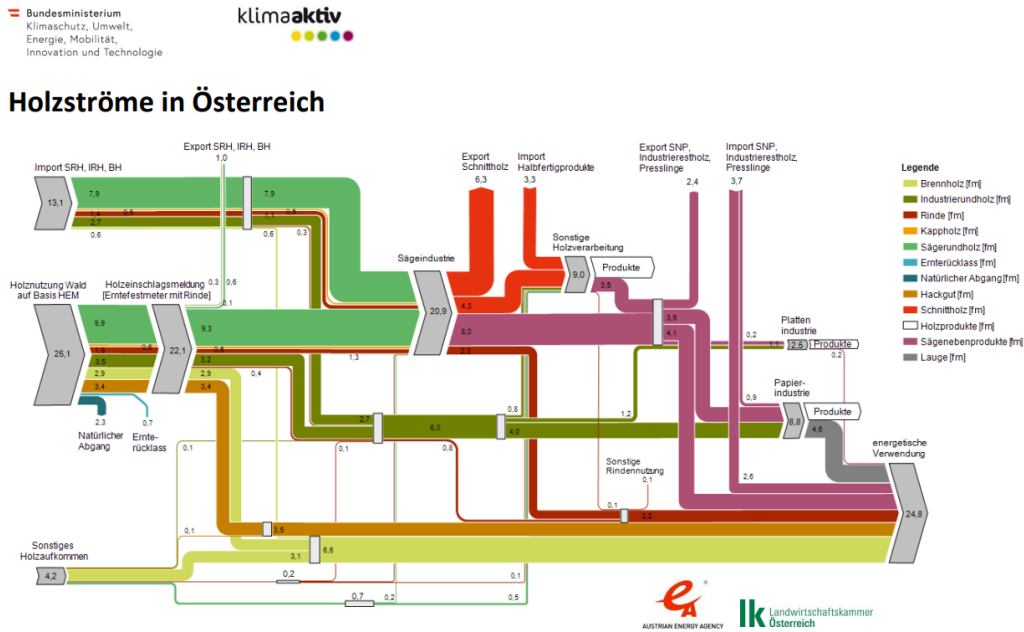 Bundesministerium
Klimaschutz, Umwelt,
Energie, Mobilität,
Innovation und Technologie
klimaaktiv
Holzströme in Österreich
Import SRH, IRH, BH
13,1
7,9
1,4
2,7
0,6
0,5
Export SRH, IRH, BH
1,0
7,9
0,5
1,1
0,6
0,3
0,3
0,6
0,1
Holznutzung Wald
auf Basis HEM
25,1
9,9
1,8
3,5
2,9
3,4
0,6
2,3
Natürlicher
Abgang
0,7
Ernte-
rücklass
Holzeinschlagsmeldung
[Erntefestmeter mit Rinde]
22,1
9,3
0,6
3,2
2,9
3,4
0,4
1,3
Sägeindustrie
20,9
4,3
8,0
2,3
Export
Schnittholz
6,3
Import
Halbfertigprodukte
3,3
Sonstige
Holzverarbeitung
9,0
Produkte
3,5
Export SNP,
Industrierestholz,
Presslinge
2,4
Import SNP,
Industrierestholz,
Presslinge
3,7
3,9
4,1
Platten
industrie
0,2
1,1
2,5
Produkte
0,2
Papier-
industrie
0,9
8,8
Produkte
4,6
2,7
6,0
0,8
4,0
1,2
0,1
0,1
0,8
Sonstige
Rindennutzung
0,1
0,1
3,2
2,6
energetische
Verwendung
24,8
0,1
3,5
Sonstiges
Holzaufkommen
4,2
3,1
6,6
0,2
0,1
0,7
0,2
0,5
Legende
Brennholz [fm]
Industrierundholz [fm]
Rinde [fm]
Kappholz [fm]
Sägerundholz [fm]
Ernterücklass [fm]
Natürlicher Abgang [fm]
Hackgut [fm]
Schnittholz [fm]
Holzprodukte [fm]
Sägenebenprodukte [fm]
Lauge [fm]
AUSTRIAN ENERGY AGENCY
lk Landwirtschaftskammer
Österreich